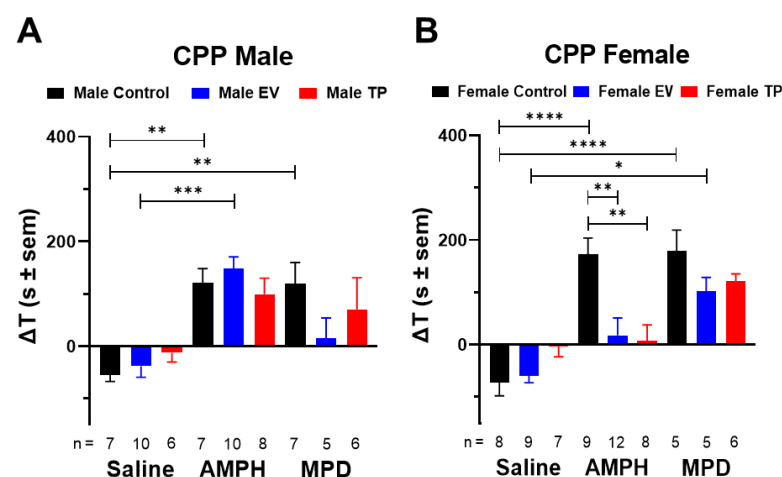 A
CPP Male
Male Control Male EV Male TP
ΔT (s ± sem)
400
200
0
**
**
***
n = 7 10 6 7 10 8 7 5 6
Saline AMPH MPD
B
CPP Female
Female Control Female EV Female TP
ΔT (s ± sem)
400
200
0
****
****
*
**
**
n = 8 9 7 9 12 8 5 5 6
Saline AMPH MPD